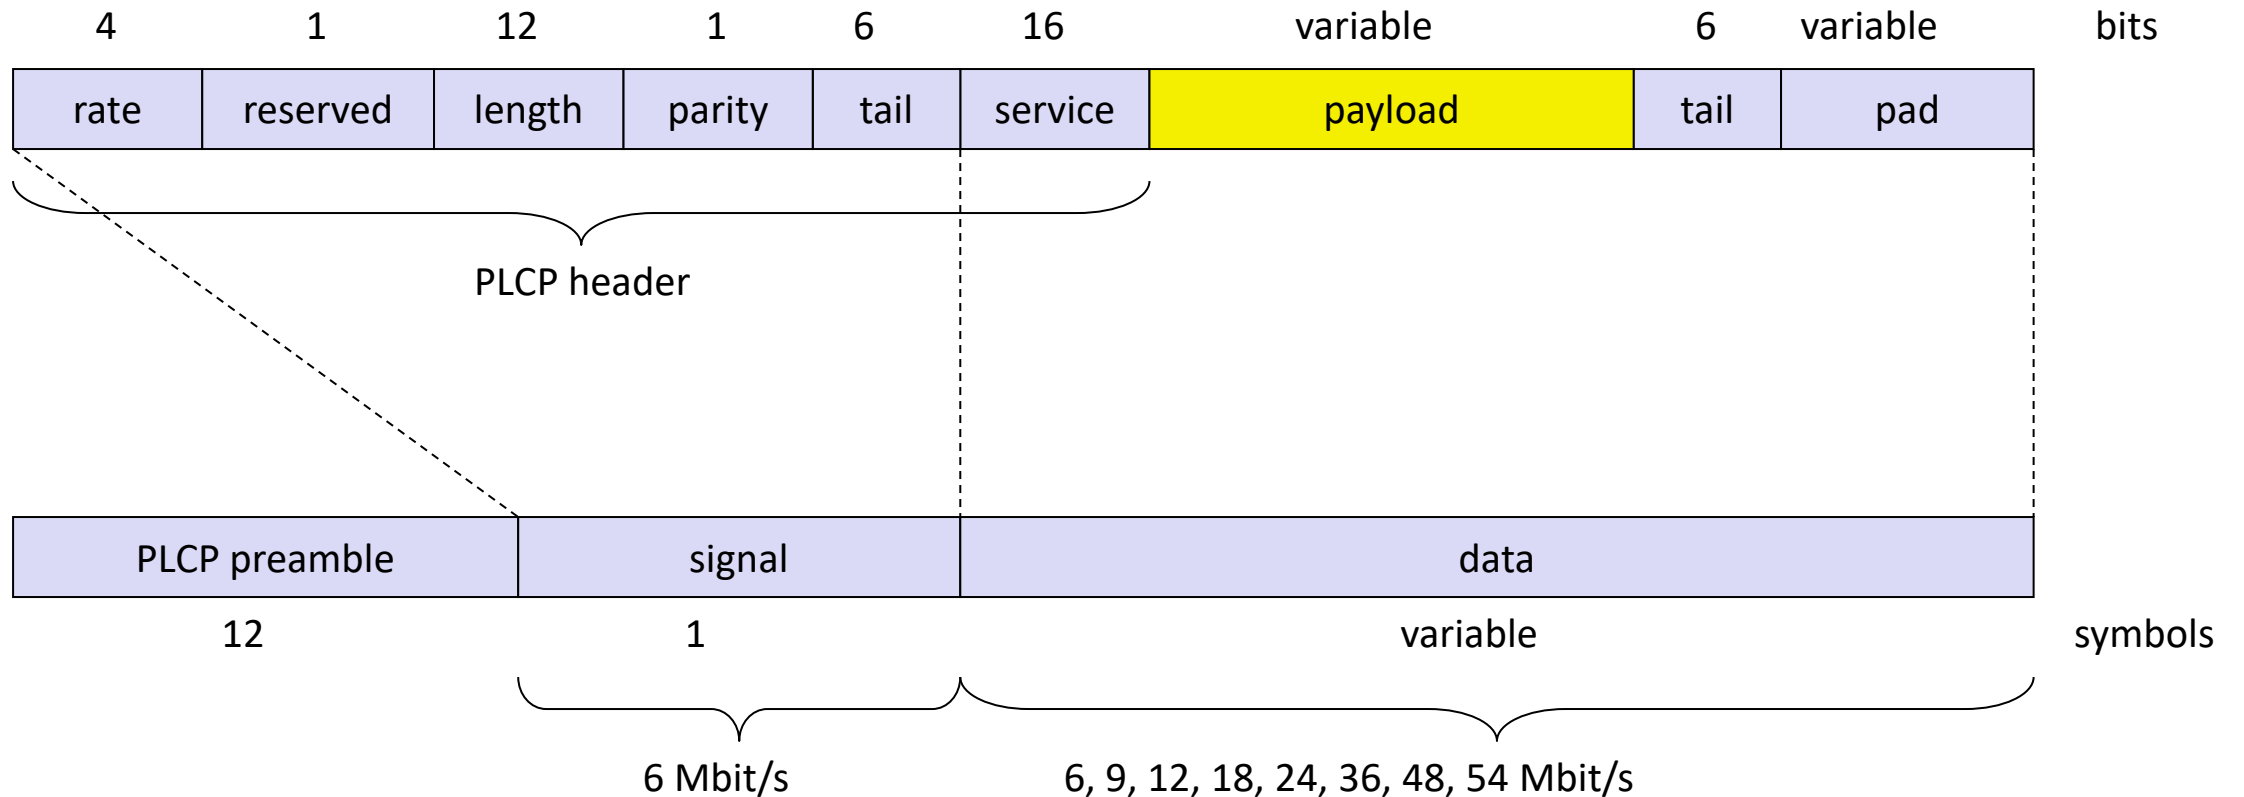 4 1 12 1 6 16 variable 6 variable bits
rate reserved length parity tail service payload tail pad
PLCP header
PLCP preamble signal data
12 1 variable symbols
6 Mbit/s 6, 9, 12, 18, 24, 36, 48, 54 Mbit/s